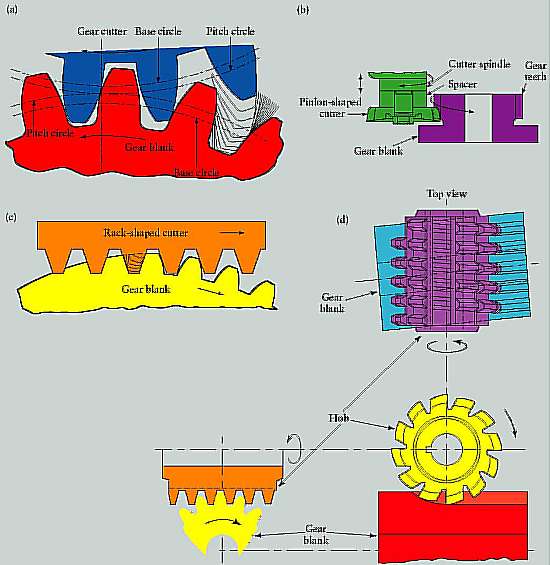 (a)
Gear cutter Base circle Pitch circle
Pitch circle
Gear blank
Base circle
(b)
Cutter spindle
Gear
teeth
Spacer
Pinion-shaped
cutter
Gear blank
(c)
Rack-shaped cutter
Gear blank
(d)
Top view
Gear
blank
Hob
Gear
blank